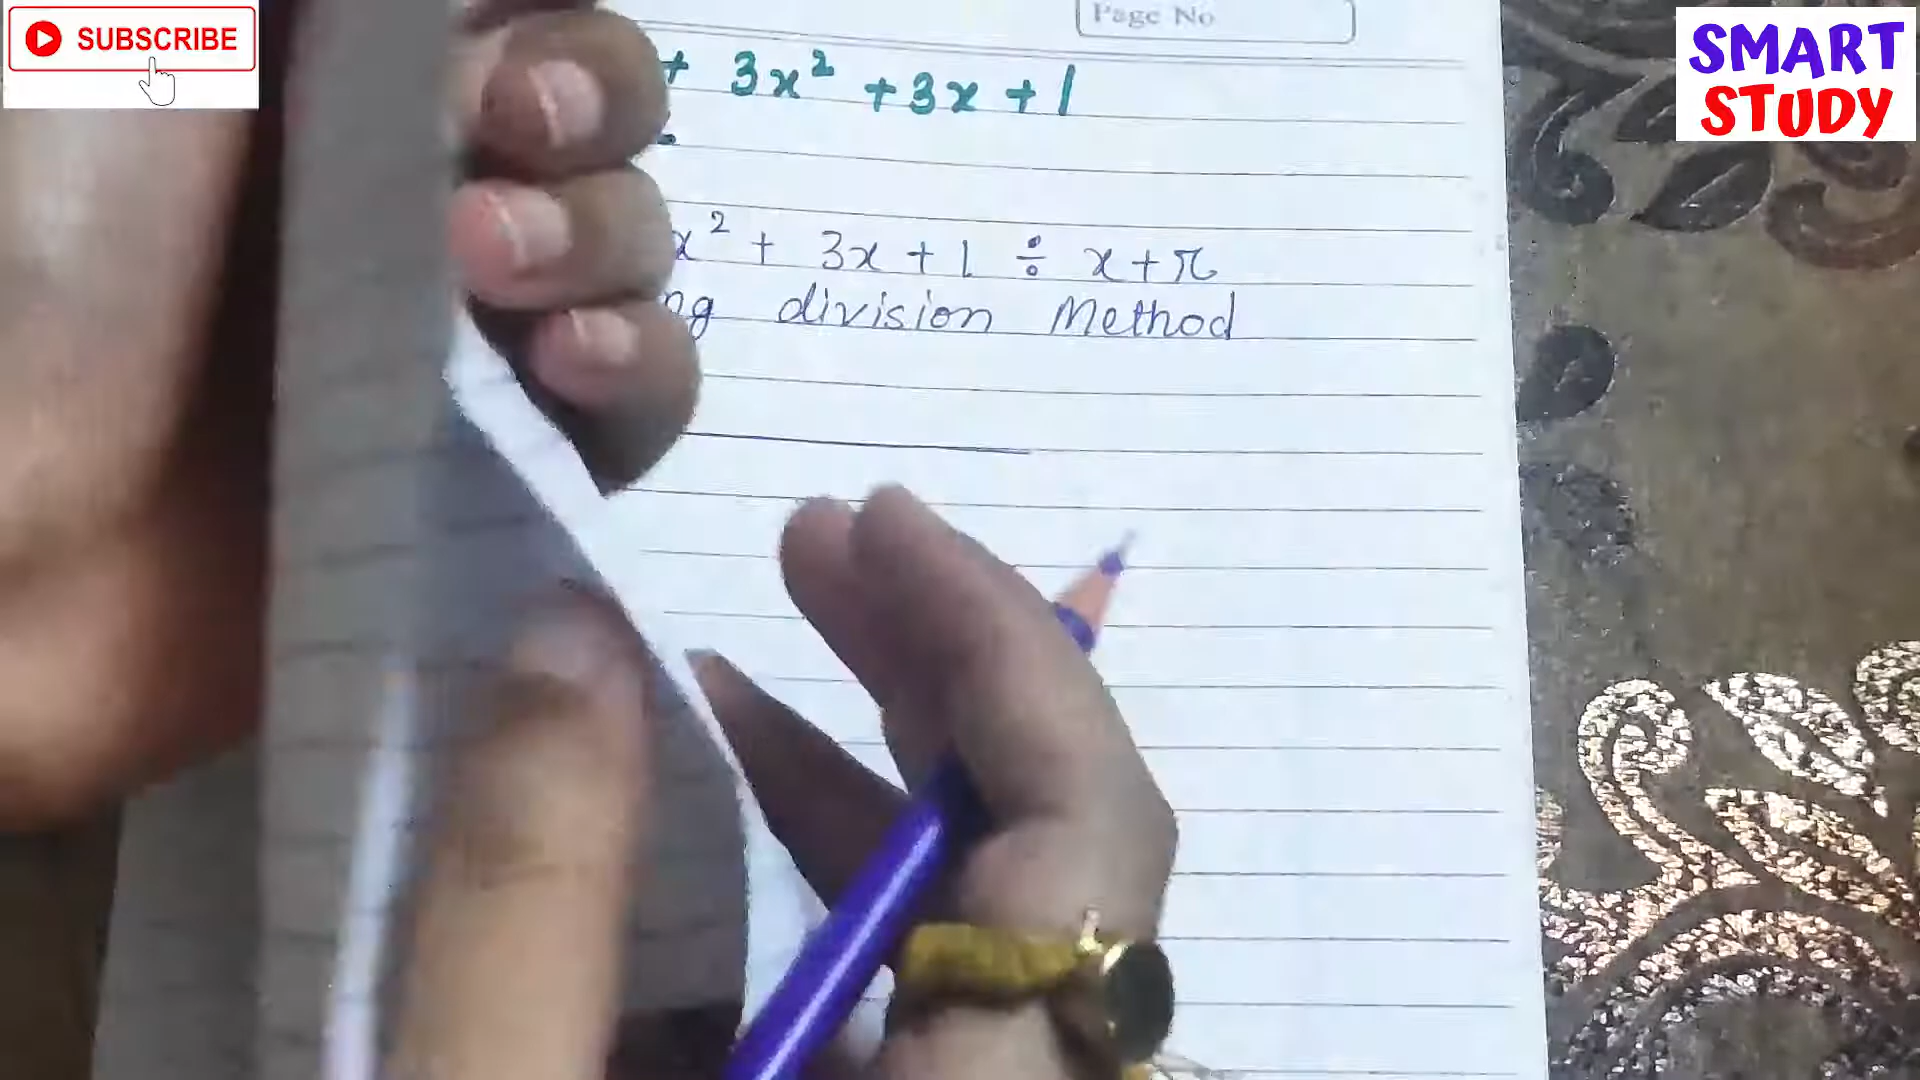 SUBSCRIBE
SMART
STUDY
Page No
+ 3x² + 3x + 1
x² + 3x + 1 ÷ x + π
division Method